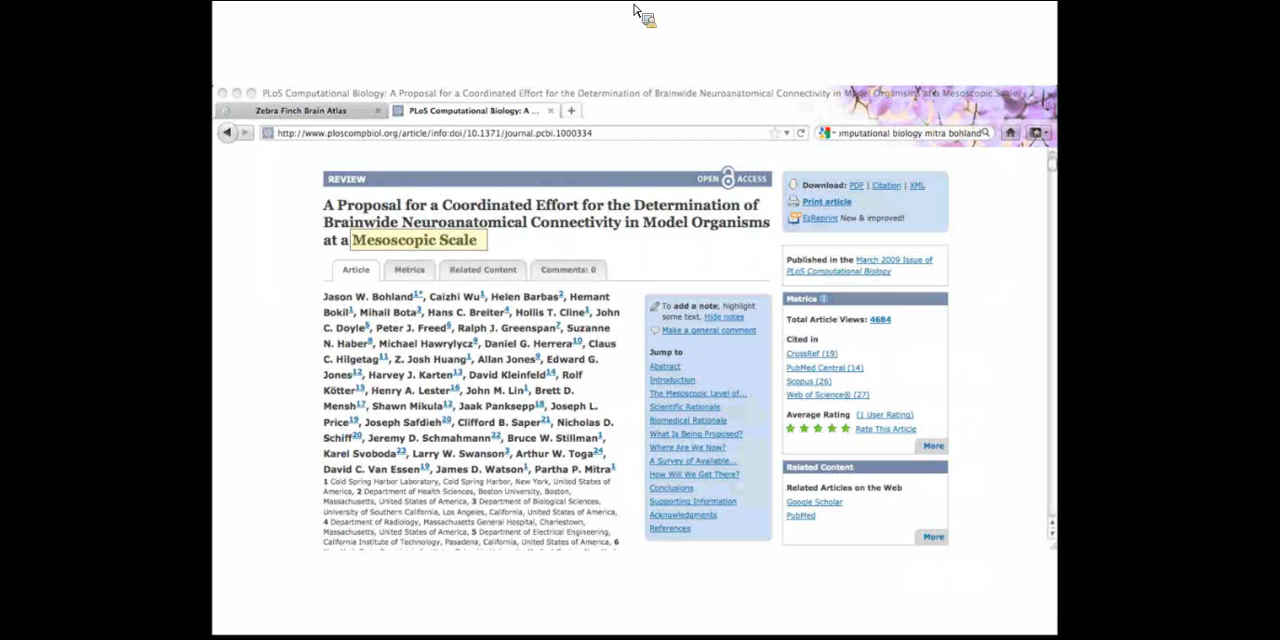 PLoS Computational Biology: A Proposal for a Coordinated Effort for the Determination of Brainwide Neuroanatomical Connectivity in Model Organisms at a Mesoscopic Scale
Zebra Finch Brain Atlas
PLoS Computational Biology: A ...
http://www.ploscompbiol.org/article/info:doi/10.1371/journal.pcbi.1000334
omputational biology mitra bohland
REVIEW
OPEN ACCESS
A Proposal for a Coordinated Effort for the Determination of
Brainwide Neuroanatomical Connectivity in Model Organisms
at a Mesoscopic Scale
Article Metrics Related Content Comments: 0
Jason W. Bohland1*, Caizhi Wu1, Helen Barbas2, Hemant
Bokil1, Mihail Bota3, Hans C. Breiter4, Hollis T. Cline1, John
C. Doyle5, Peter J. Freed6, Ralph J. Greenspan7, Suzanne
N. Haber8, Michael Hawrylycz9, Daniel G. Herrera10, Claus
C. Hilgetag11, Z. Josh Huang1, Allan Jones9, Edward G.
Jones12, Harvey J. Karten13, David Kleinfeld14, Rolf
Kötter15, Henry A. Lester16, John M. Lin1, Brett D.
Mensh17, Shawn Mikula12, Jaak Panksepp18, Joseph L.
Price19, Joseph Safdieh20, Clifford B. Saper21, Nicholas D.
Schiff20, Jeremy D. Schmahmann22, Bruce W. Stillman1,
Karel Svoboda23, Larry W. Swanson3, Arthur W. Toga24,
David C. Van Essen19, James D. Watson1, Partha P. Mitra1
1 Cold Spring Harbor Laboratory, Cold Spring Harbor, New York, United States of
America, 2 Department of Health Sciences, Boston University, Boston,
Massachusetts, United States of America, 3 Department of Biological Sciences,
University of Southern California, Los Angeles, California, United States of America,
4 Department of Radiology, Massachusetts General Hospital, Charlestown,
Massachusetts, United States of America, 5 Department of Electrical Engineering,
California Institute of Technology, Pasadena, California, United States of America, 6
To add a note, highlight
some text. Hide notes
Make a general comment
Jump to
Abstract
Introduction
The Mesoscopic Level of...
Scientific Rationale
Biomedical Rationale
What Is Being Proposed?
Where Are We Now?
A Survey of Available...
How Will We Get There?
Conclusions
Supporting Information
Acknowledgments
References
Download: PDF | Citation | XML
Print article
EzReprint New & improved!
Published in the March 2009 Issue of
PLoS Computational Biology
Metrics
Total Article Views: 4684
Cited in
CrossRef (19)
PubMed Central (14)
Scopus (26)
Web of Science® (27)
Average Rating (1 User Rating)
Rate This Article
More
Related Content
Related Articles on the Web
Google Scholar
PubMed
More